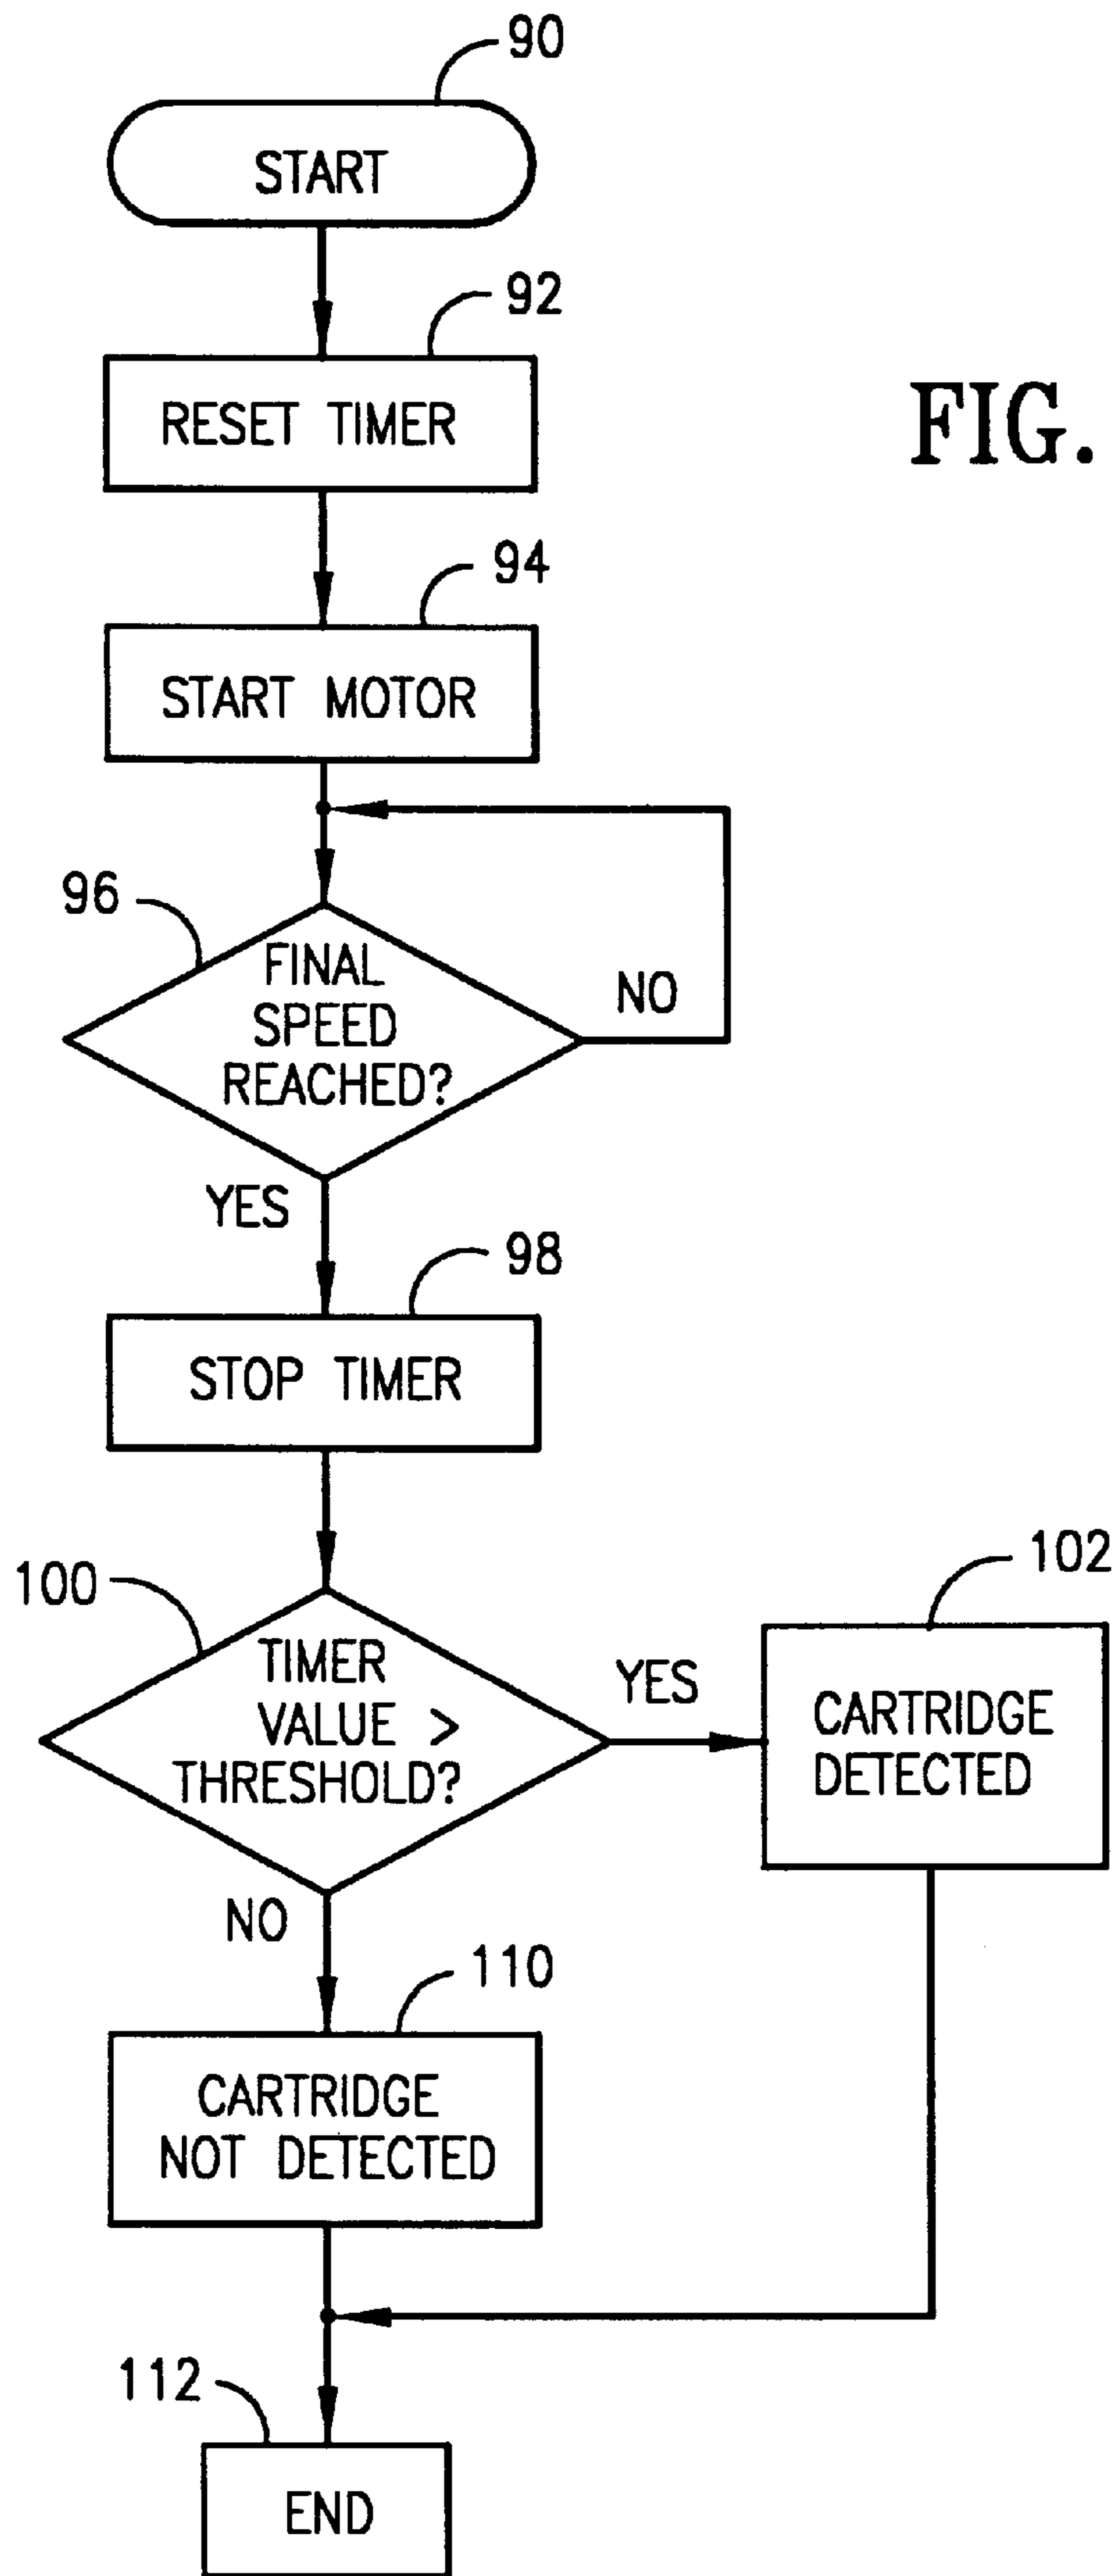 90
START
92
RESET TIMER
FIG.
94
START MOTOR
96
FINAL
SPEED
REACHED?
NO
YES
98
STOP TIMER
100
TIMER
VALUE >
THRESHOLD?
YES
102
CARTRIDGE
DETECTED
NO
110
CARTRIDGE
NOT DETECTED
112
END